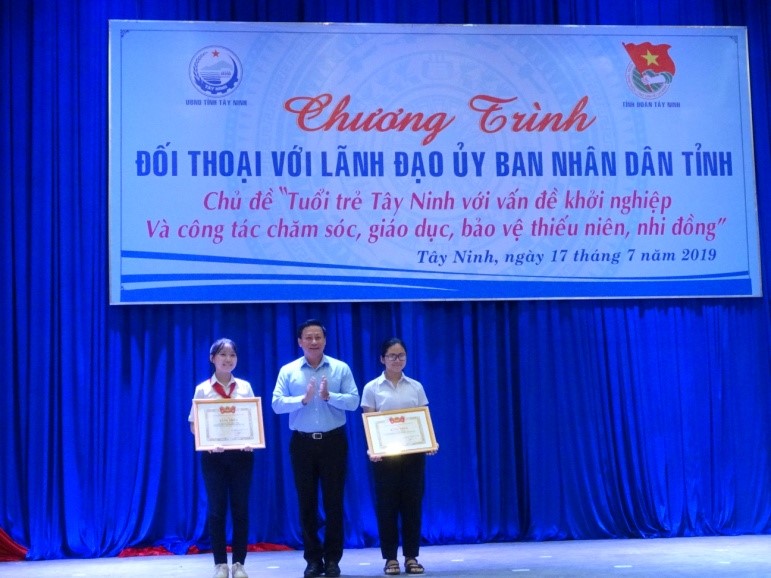 UBND TỈNH TÂY NINH
TỈNH ĐOÀN TÂY NINH
Chương Trình
ĐỐI THOẠI VỚI LÃNH ĐẠO ỦY BAN NHÂN DÂN TỈNH
Chủ đề "Tuổi trẻ Tây Ninh với vấn đề khởi nghiệp
Và công tác chăm sóc, giáo dục, bảo vệ thiếu niên, nhi đồng"
Tây Ninh, ngày 17 tháng 7 năm 2019